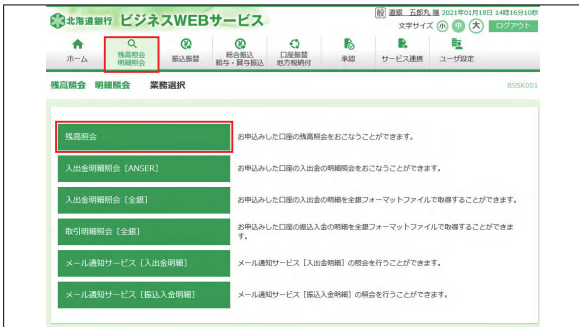 北海道銀行 ビジネスWEBサービス
般 道銀 五郎丸 様 2021年01月18日 14時16分10秒
文字サイズ 小 中 大 ログアウト
ホーム
残高照会
明細照会
振込振替
総合振込
給与・賞与振込
口座振替
地方税納付
承認
サービス連携
ユーザ設定
残高照会 明細照会 業務選択
BSSK001
残高照会
お申込みした口座の残高照会をおこなうことができます。
入出金明細照会［ANSER］
お申込みした口座の入出金の明細照会をおこなうことができます。
入出金明細照会［全銀］
お申込みした口座の入出金の明細を全銀フォーマットファイルで取得することができます。
取引明細照会［全銀］
お申込みした口座の振込入金の明細を全銀フォーマットファイルで取得することができま
す。
メール通知サービス［入出金明細］
メール通知サービス［入出金明細］の照会を行うことができます。
メール通知サービス［振込入金明細］
メール通知サービス［振込入金明細］の照会を行うことができます。